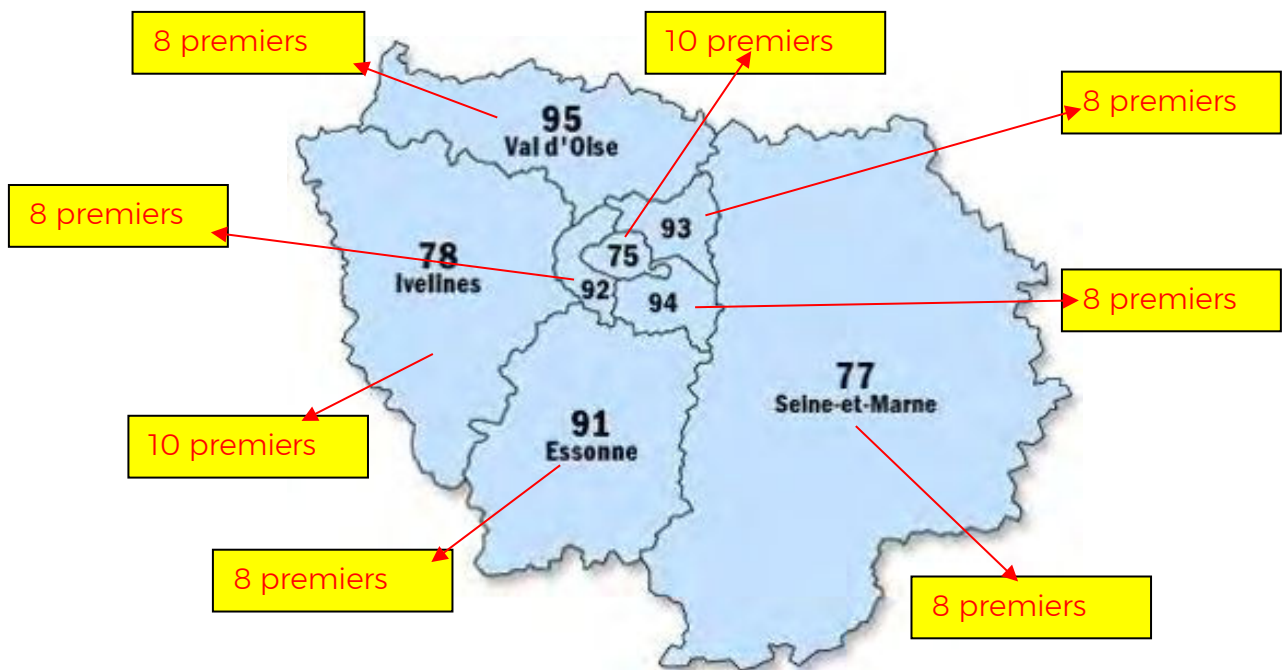 8 premiers
10 premiers
8 premiers
95
Val d'Oise
8 premiers
93
78
Ivelines
75
92
94
8 premiers
77
Seine-et-Marne
10 premiers
91
Essonne
8 premiers
8 premiers